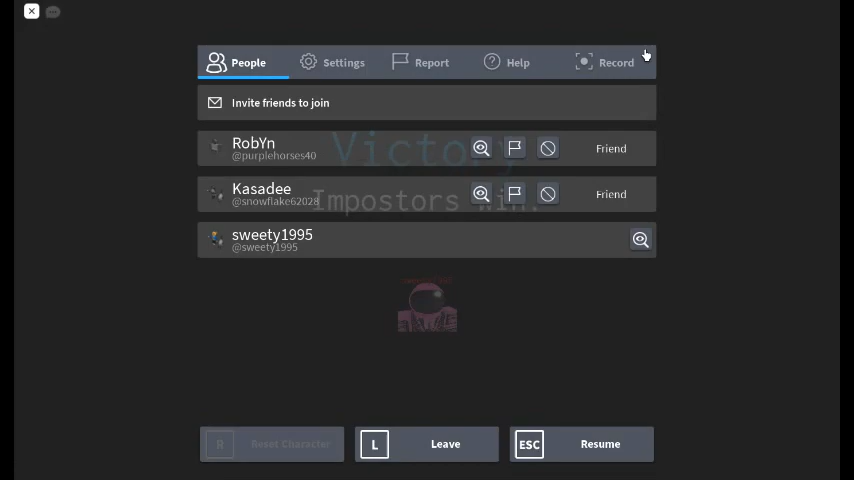 People
Settings
Report
Help
Record
Invite friends to join
RobYn
@purplehorses40
Friend
Victory
Kasadee
@snowflake62028
Friend
Impostors win.
sweety1995
@sweety1995
R Reset Character
L Leave
ESC Resume